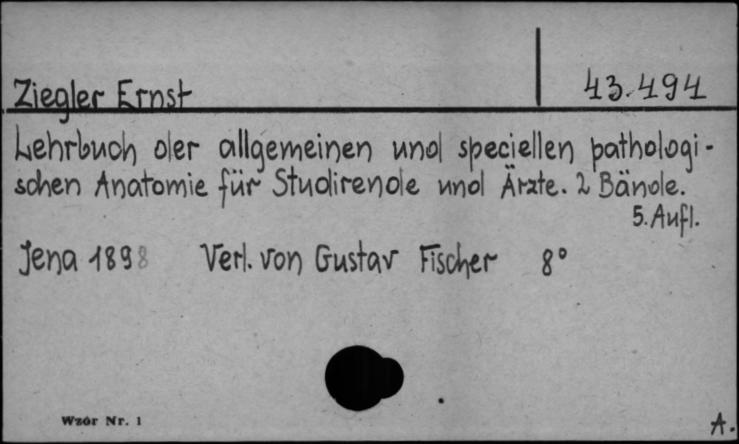 Ziegler Ernst 43.494
Lehrbuch der allgemeinen und speciellen pathologi-
schen Anatomie für Studirende und Ärzte. 2 Bände.
5. Aufl.
Jena 1898 Verl. von Gustav Fischer 8°
Wzór Nr. 1
A.